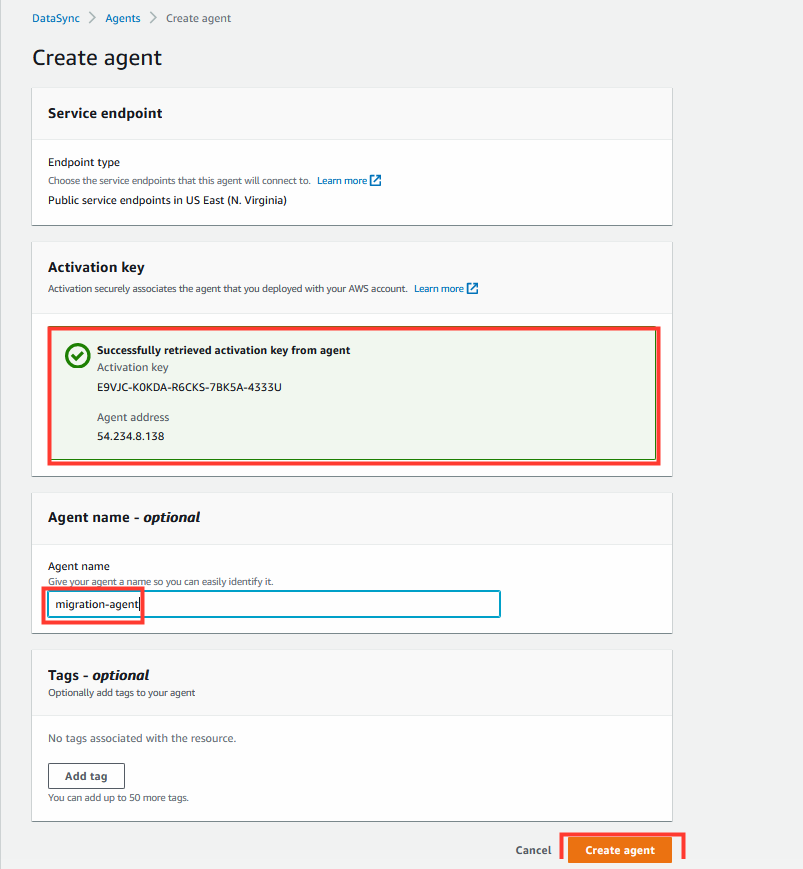 DataSync > Agents > Create agent
Create agent
Service endpoint
Endpoint type
Choose the service endpoints that this agent will connect to. Learn more
Public service endpoints in US East (N. Virginia)
Activation key
Activation securely associates the agent that you deployed with your AWS account. Learn more
Successfully retrieved activation key from agent
Activation key
E9VJC-K0KDA-R6CKS-7BK5A-4333U
Agent address
54.234.8.138
Agent name - optional
Agent name
Give your agent a name so you can easily identify it.
migration-agent
Tags - optional
Optionally add tags to your agent
No tags associated with the resource.
Add tag
You can add up to 50 more tags.
Cancel Create agent